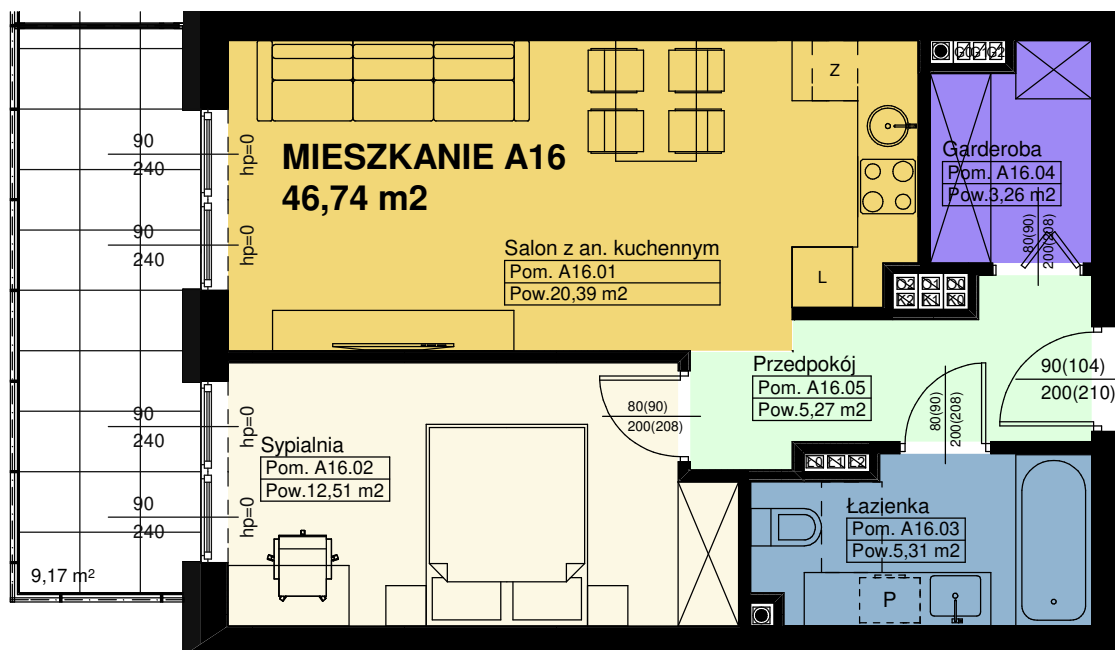 MIESZKANIE A16
46,74 m2
Salon z an. kuchennym
Pom. A16.01
Pow.20,39 m2
Z
L
Garderoba
Pom. A16.04
Pow.3,26 m2
80(90)
200(208)
90
240
hp=0
90
240
hp=0
Przedpokój
Pom. A16.05
Pow.5,27 m2
90(104)
200(210)
80(90)
200(208)
80(90)
200(208)
90
240
hp=0
90
240
hp=0
Sypialnia
Pom. A16.02
Pow.12,51 m2
Łazienka
Pom. A16.03
Pow.5,31 m2
P
9,17 m²